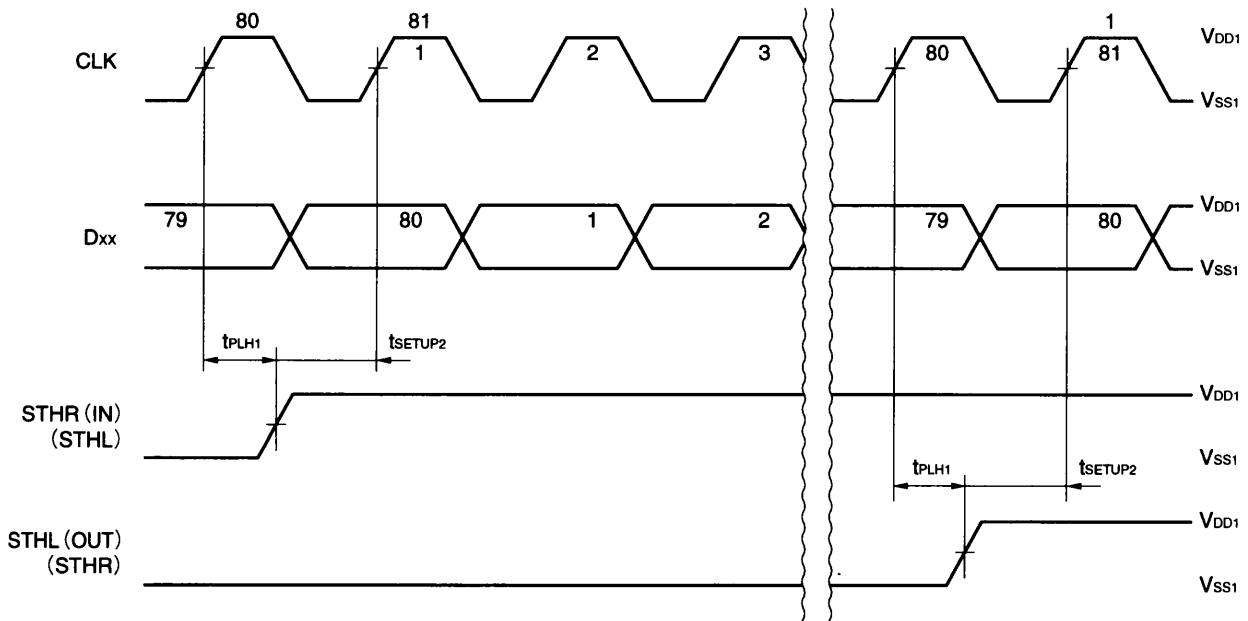 80 81 1
CLK 1 2 3 80 81 VDD1
VSS1
79 80 1 2 79 80 VDD1
Dxx
VSS1
tPLH1 tSETUP2
STHR (IN) VDD1
(STHL)
VSS1
tPLH1 tSETUP2
STHL (OUT) VDD1
(STHR)
VSS1